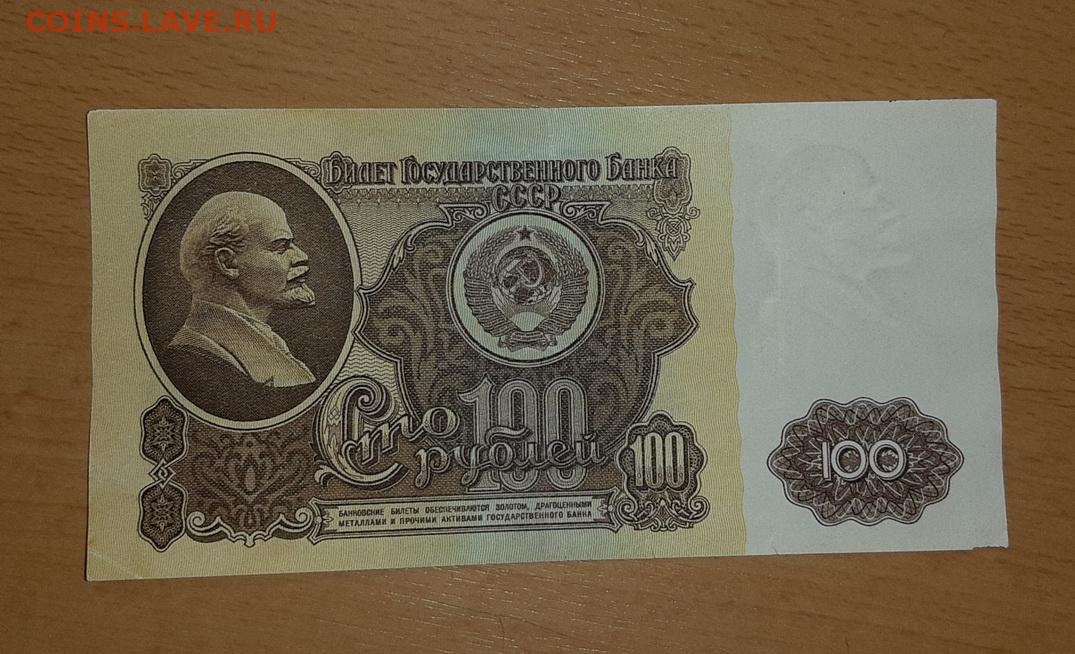 COINS.LAVE.RU
Билет Государственного Банка
СССР
100
Сто
рублей
100
100
БАНКОВСКИЕ БИЛЕТЫ ОБЕСПЕЧИВАЮТСЯ ЗОЛОТОМ, ДРАГОЦЕННЫМИ
МЕТАЛЛАМИ И ПРОЧИМИ АКТИВАМИ ГОСУДАРСТВЕННОГО БАНКА